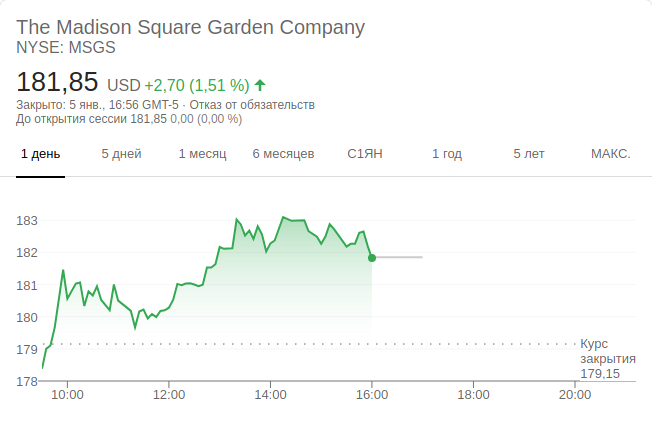 The Madison Square Garden Company
NYSE: MSGS
181,85 USD +2,70 (1,51 %)
Закрыто: 5 янв., 16:56 GMT-5 · Отказ от обязательств
До открытия сессии 181,85 0,00 (0,00 %)
1 день 5 дней 1 месяц 6 месяцев С1ЯН 1 год 5 лет МАКС.
183
182
181
180
179
178
Курс
закрытия
179,15
10:00 12:00 14:00 16:00 18:00 20:00